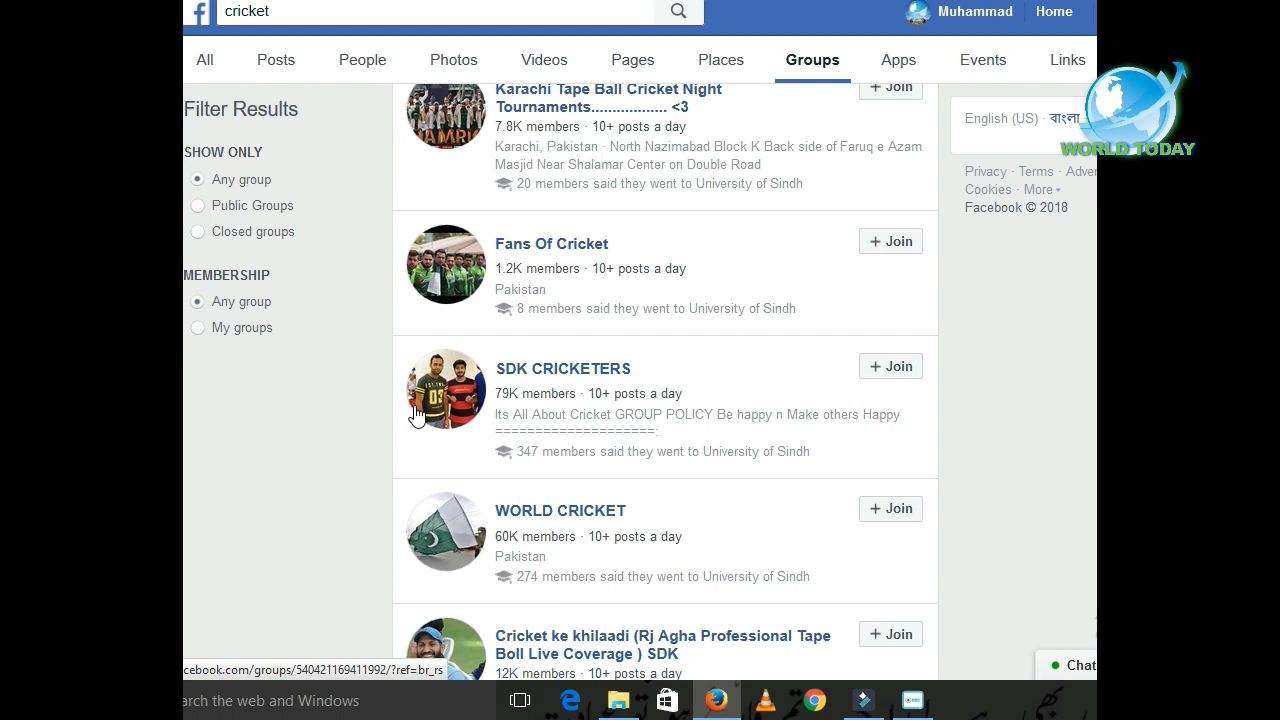 cricket
Muhammad
Home
All Posts People Photos Videos Pages Places Groups Apps Events Links
WORLD TODAY
Filter Results
SHOW ONLY
Any group
Public Groups
Closed groups
MEMBERSHIP
Any group
My groups
Karachi Tape Ball Cricket Night
Tournaments.................. <3
+ Join
7.8K members · 10+ posts a day
Karachi, Pakistan · North Nazimabad Block K Back side of Faruq e Azam
Masjid Near Shalamar Center on Double Road
20 members said they went to University of Sindh
Fans Of Cricket
+ Join
1.2K members · 10+ posts a day
Pakistan
8 members said they went to University of Sindh
SDK CRICKETERS
+ Join
79K members · 10+ posts a day
Its All About Cricket GROUP POLICY Be happy n Make others Happy
====================:
347 members said they went to University of Sindh
WORLD CRICKET
+ Join
60K members · 10+ posts a day
Pakistan
274 members said they went to University of Sindh
Cricket ke khilaadi (Rj Agha Professional Tape
Boll Live Coverage ) SDK
+ Join
12K members · 10+ posts a day
English (US) · বাংলা
Privacy · Terms · Adver
Cookies · More
Facebook © 2018
Chat
cebook.com/groups/540421169411992/?ref=br_rs
arch the web and Windows